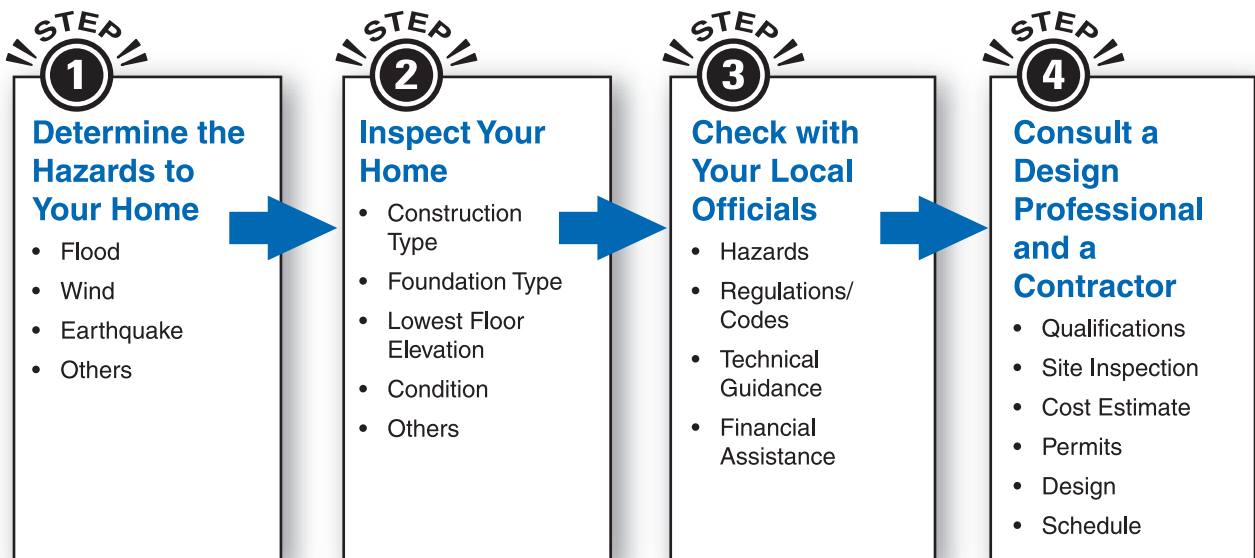 STEP
1
Determine the
Hazards to
Your Home
• Flood
• Wind
• Earthquake
• Others
STEP
2
Inspect Your
Home
• Construction
Type
• Foundation Type
• Lowest Floor
Elevation
• Condition
• Others
STEP
3
Check with
Your Local
Officials
• Hazards
• Regulations/
Codes
• Technical
Guidance
• Financial
Assistance
STEP
4
Consult a
Design
Professional
and a
Contractor
• Qualifications
• Site Inspection
• Cost Estimate
• Permits
• Design
• Schedule